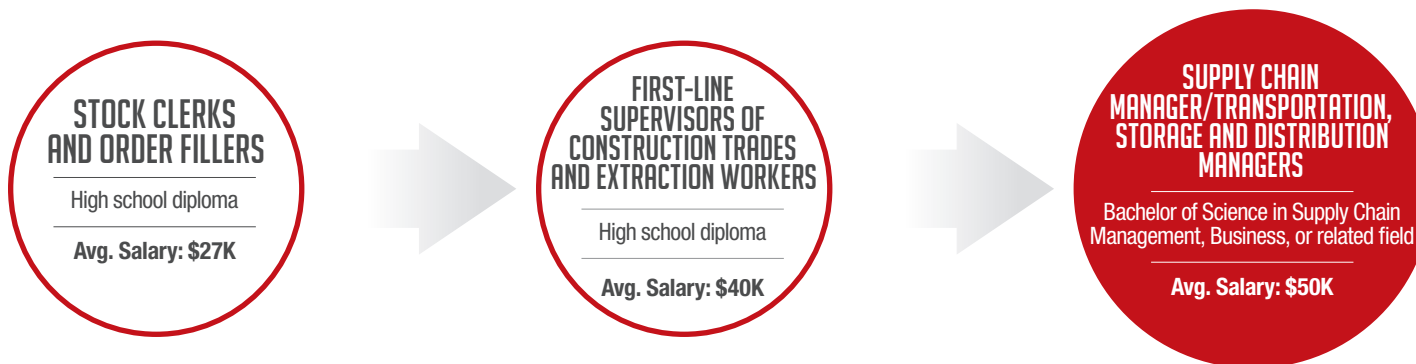 STOCK CLERKS
AND ORDER FILLERS
High school diploma
Avg. Salary: $27K
FIRST-LINE
SUPERVISORS OF
CONSTRUCTION TRADES
AND EXTRACTION WORKERS
High school diploma
Avg. Salary: $40K
SUPPLY CHAIN
MANAGER/TRANSPORTATION,
STORAGE AND DISTRIBUTION
MANAGERS
Bachelor of Science in Supply Chain
Management, Business, or related field
Avg. Salary: $50K